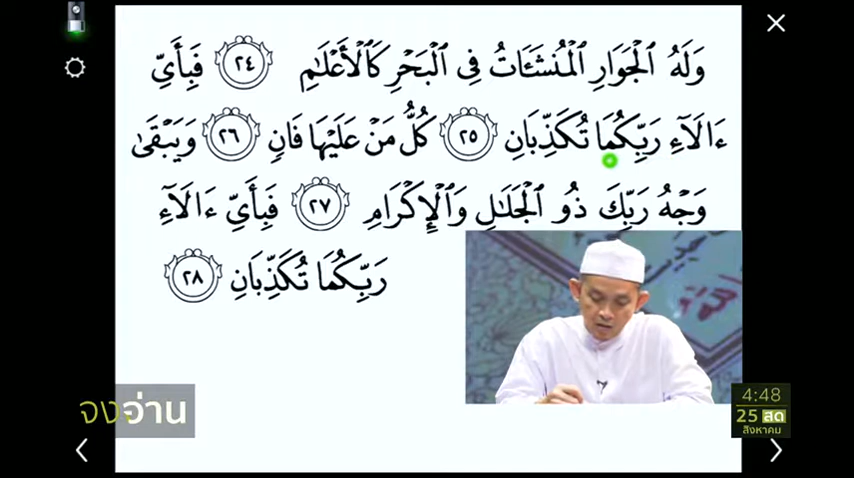 وَلَهُ ٱلْجَوَارِ ٱلْمُنشَـَٔاتُ فِى ٱلْبَحْرِ كَٱلْأَعْلَـٰمِ ٢٤ فَبِأَىِّ
ءَالَآءِ رَبِّكُمَا تُكَذِّبَانِ ٢٥ كُلُّ مَنْ عَلَيْهَا فَانٍ ٢٦ وَيَبْقَىٰ
وَجْهُ رَبِّكَ ذُو ٱلْجَلَـٰلِ وَٱلْإِكْرَامِ ٢٧ فَبِأَىِّ ءَالَآءِ
رَبِّكُمَا تُكَذِّبَانِ ٢٨
จงอ่าน
4:48
25 สด
สิงหาคม